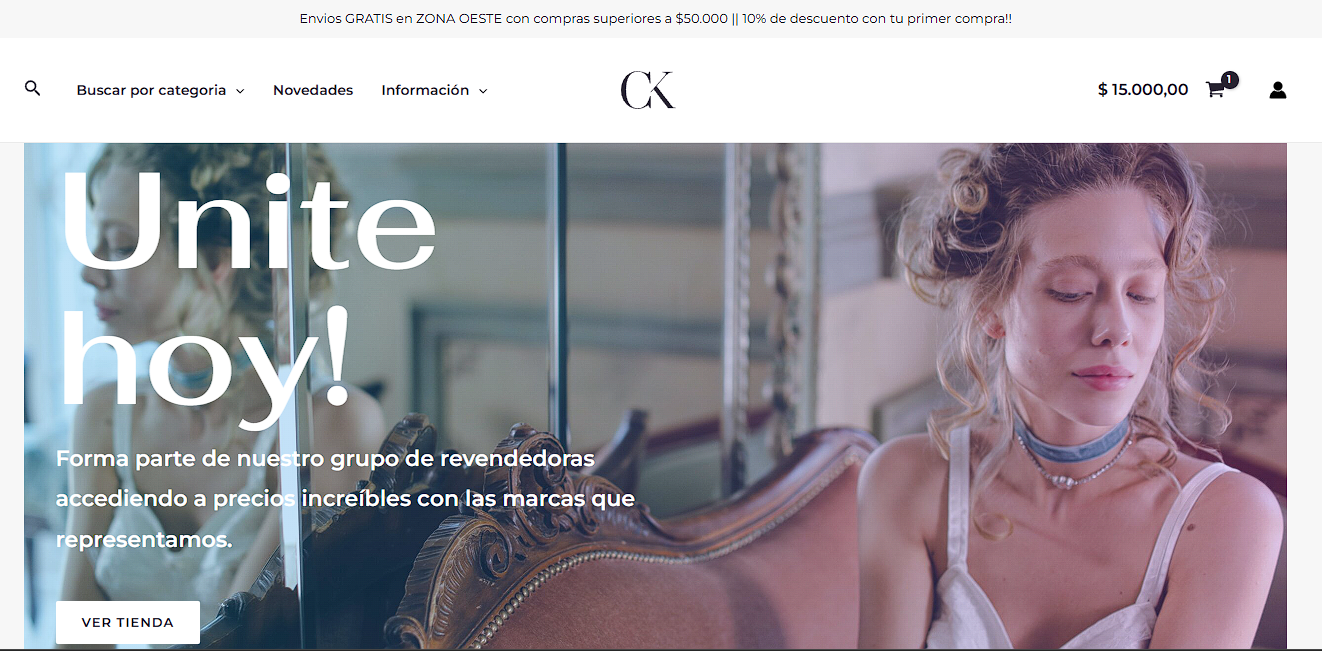 Envios GRATIS en ZONA OESTE con compras superiores a $50.000 || 10% de descuento con tu primer compra!!
Buscar por categoria
Novedades
Información
CK
$ 15.000,00
1
Unite
hoy!
Forma parte de nuestro grupo de revendedoras
accediendo a precios increíbles con las marcas que
representamos.
VER TIENDA